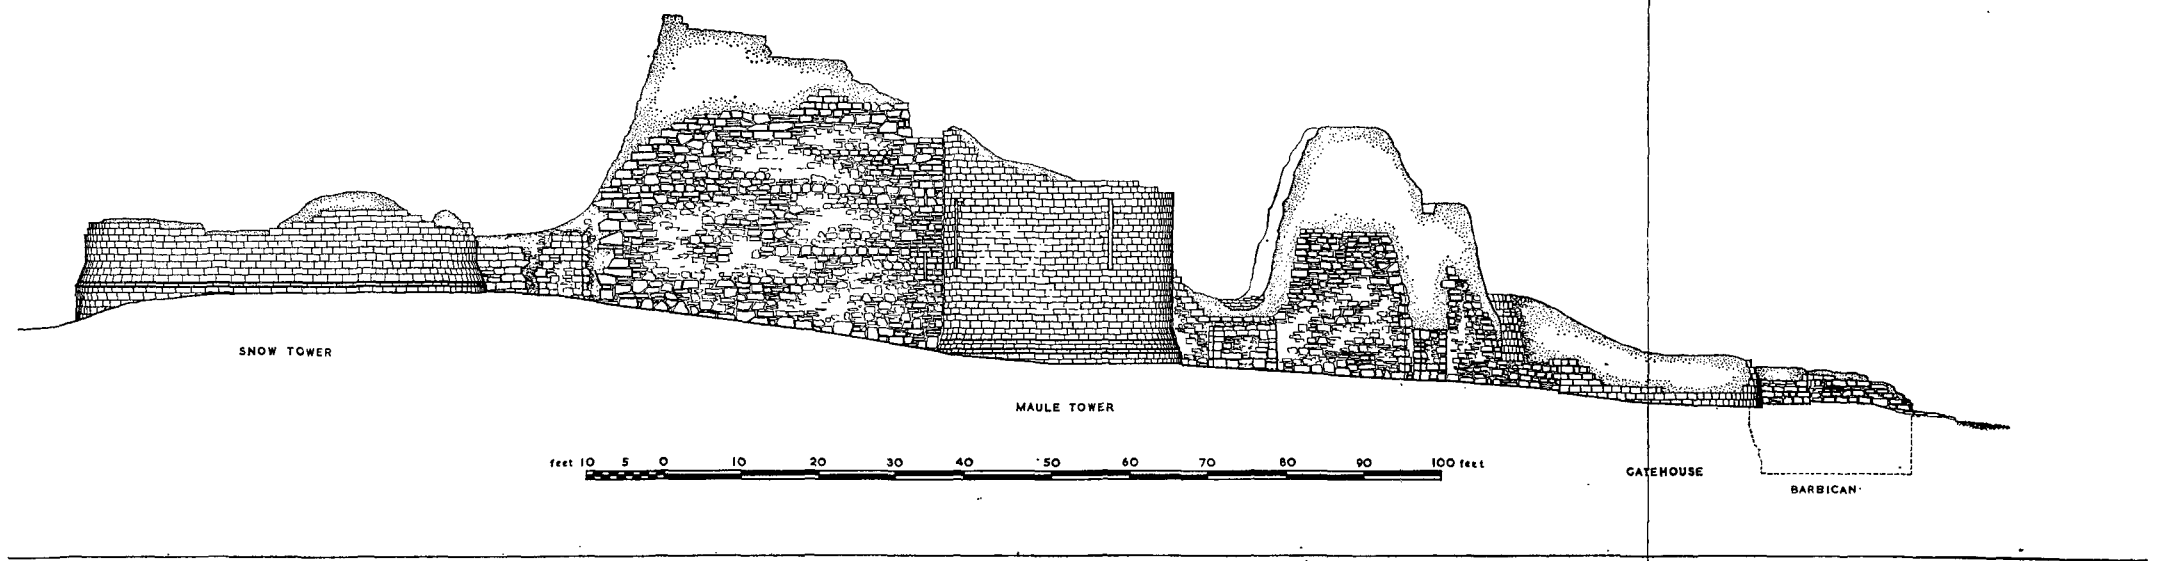 SNOW TOWER
MAULE TOWER
feet 10 5 0 10 20 30 40 50 60 70 80 90 100 feet
GATEHOUSE
BARBICAN